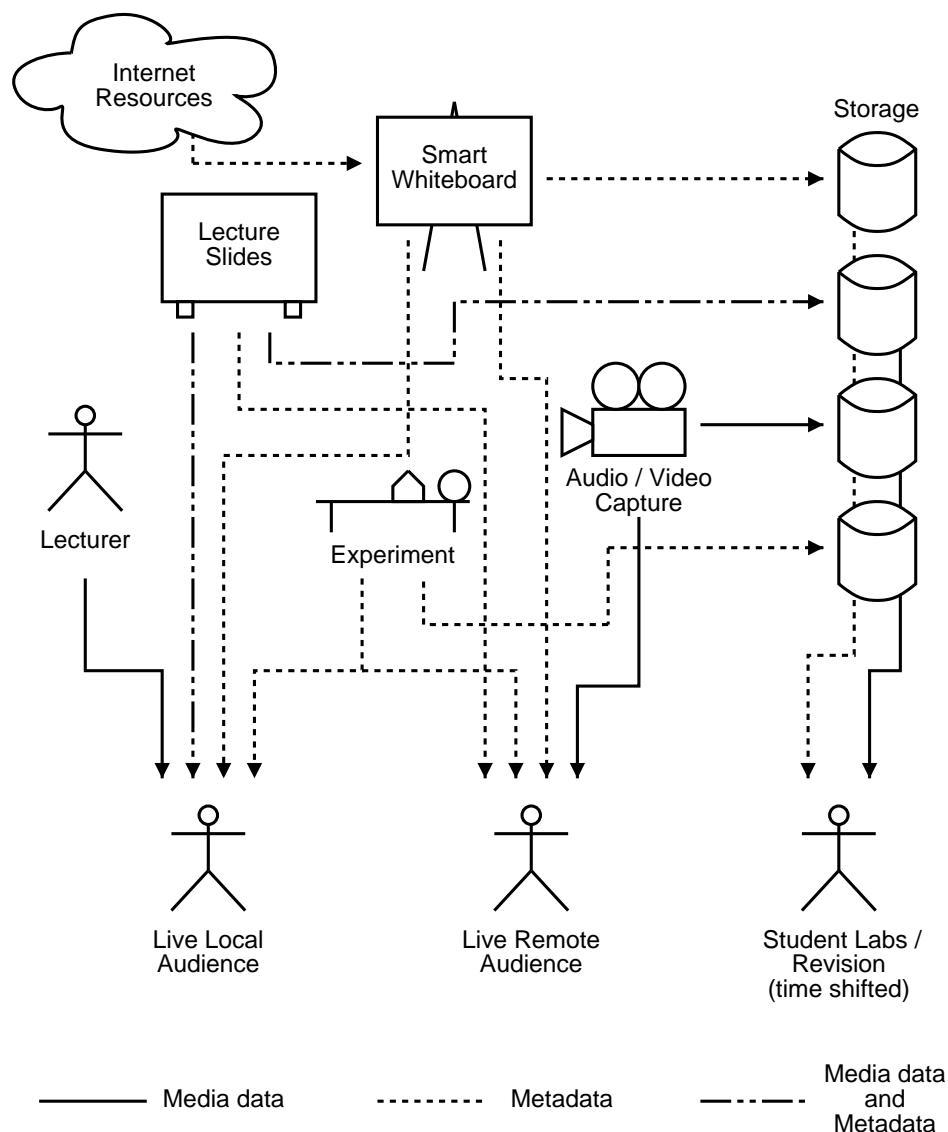 Internet
Resources
Storage
Smart
Whiteboard
Lecture
Slides
Audio / Video
Capture
Lecturer
Experiment
Live Local
Audience
Live Remote
Audience
Student Labs /
Revision
(time shifted)
Media data
Metadata
Media data
and
Metadata